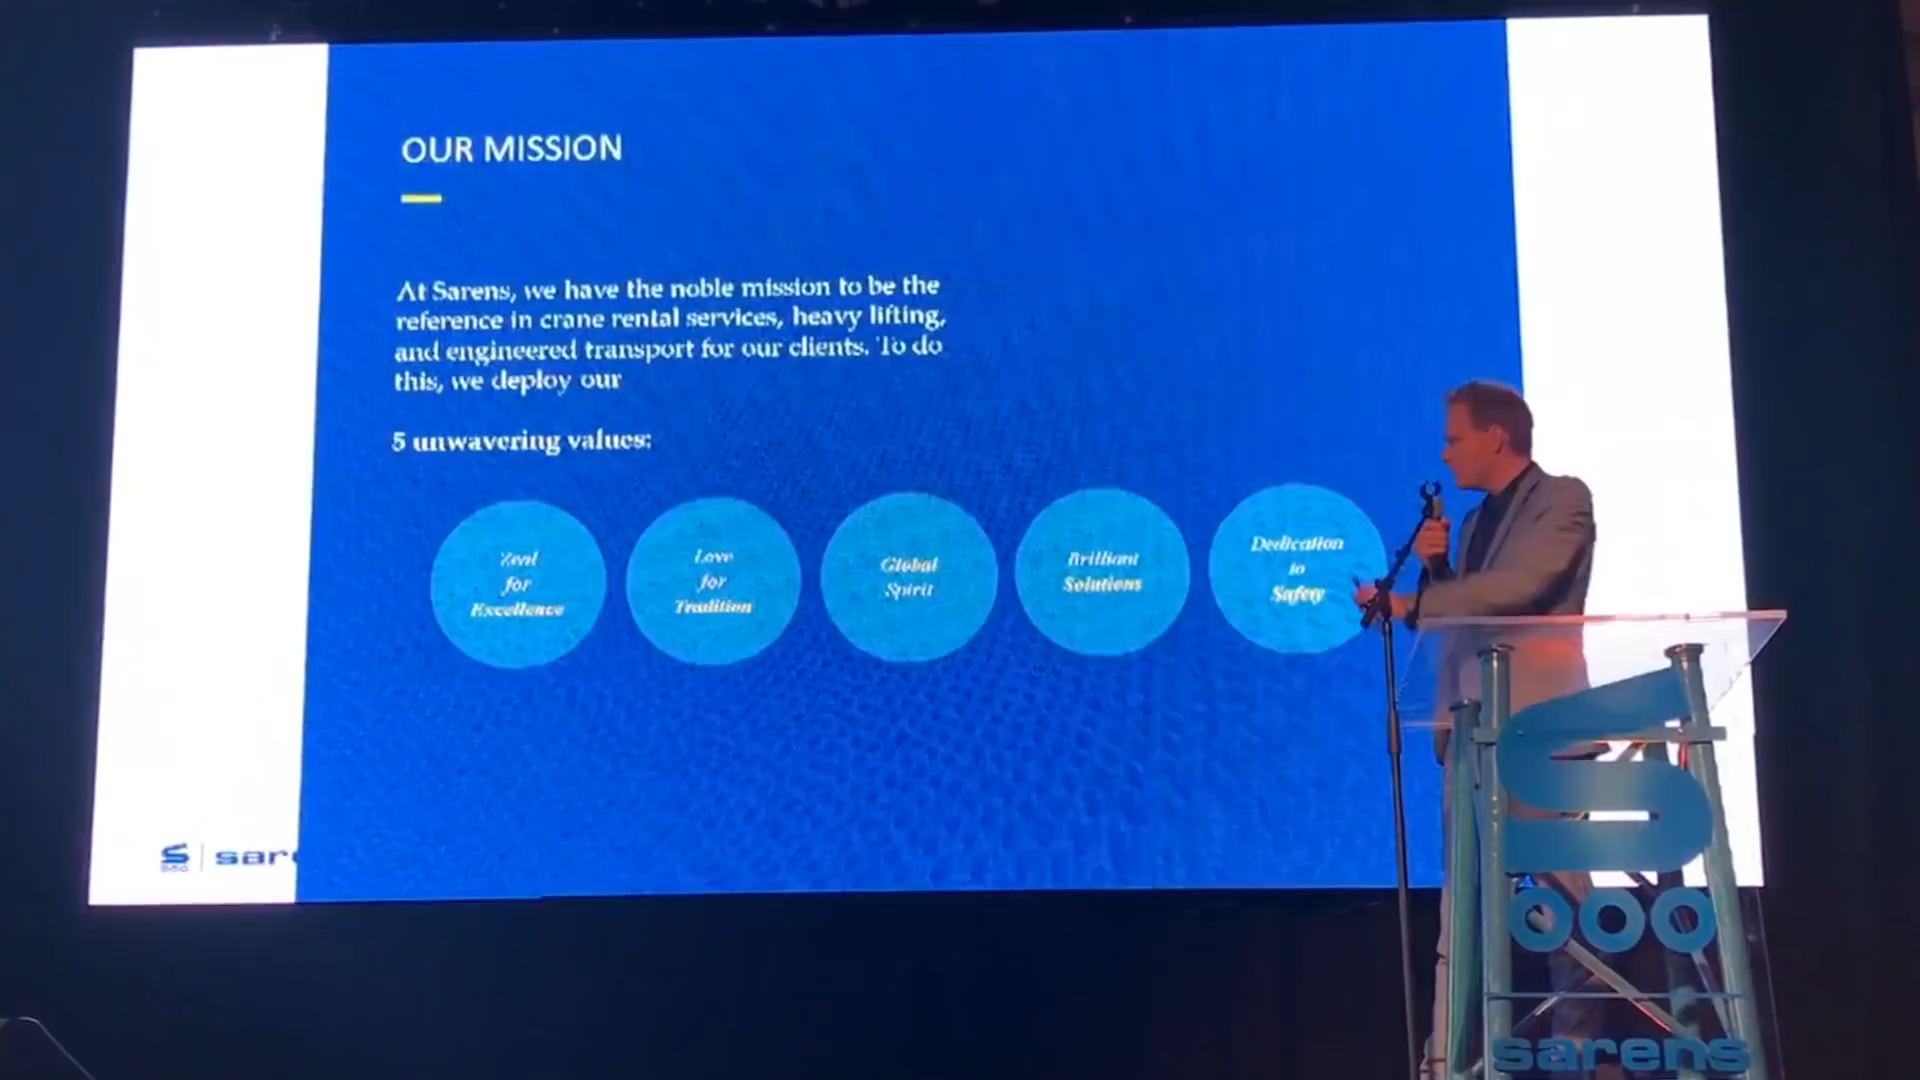 OUR MISSION
At Sarens, we have the noble mission to be the
reference in crane rental services, heavy lifting,
and engineered transport for our clients. To do
this, we deploy our
5 unwavering values:
Zeal
for
Excellence
Love
for
Tradition
Global
Spirit
Brilliant
Solutions
Dedication
to
Safety
sar
sarens